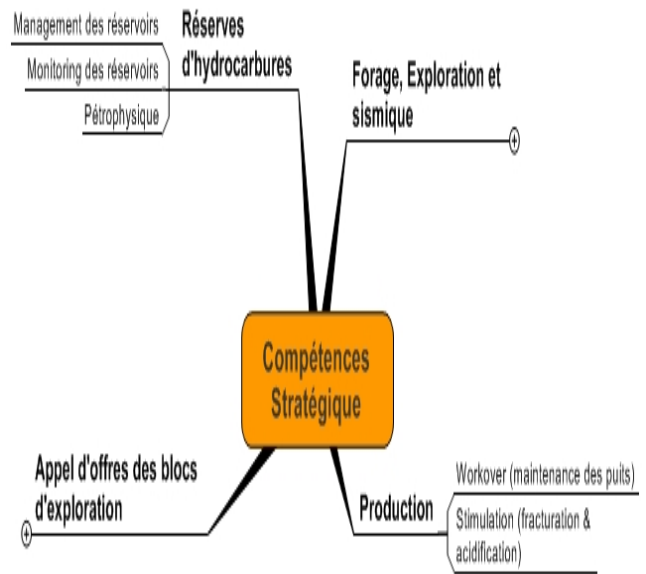 Management des réservoirs
Monitoring des réservoirs
Pétrophysique
Réserves
d'hydrocarbures
Forage, Exploration et
sismique
Compétences
Stratégique
Appel d'offres des blocs
d'exploration
Production
Workover (maintenance des puits)
Stimulation (fracturation &
acidification)